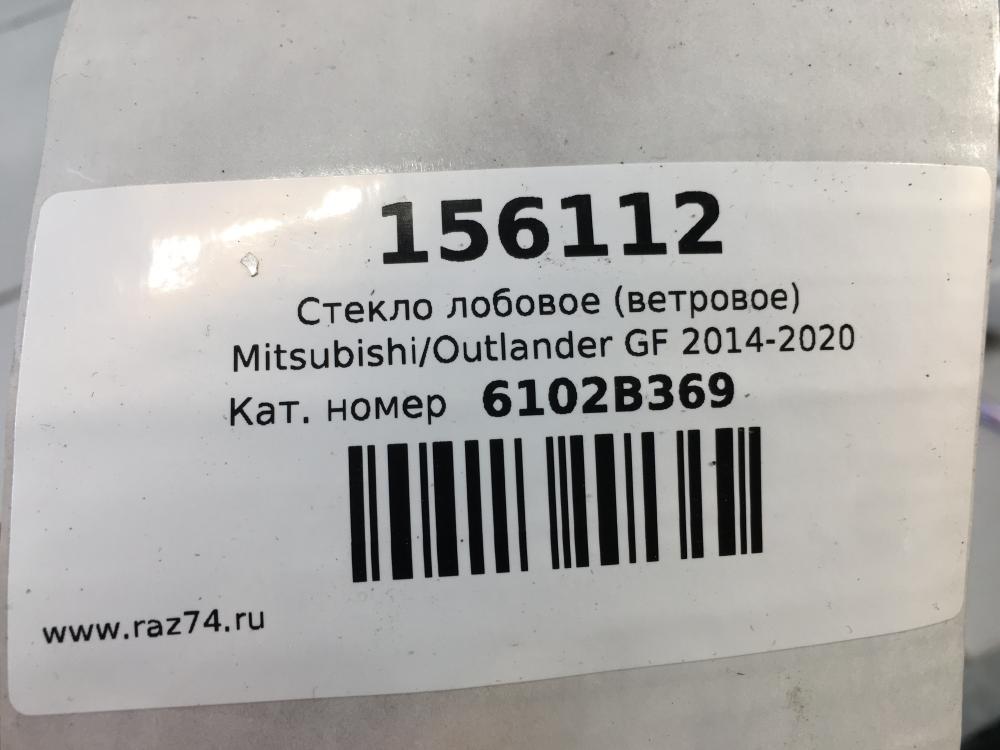 156112
Стекло лобовое (ветровое)
Mitsubishi/Outlander GF 2014-2020
Кат. номер 6102B369
www.raz74.ru